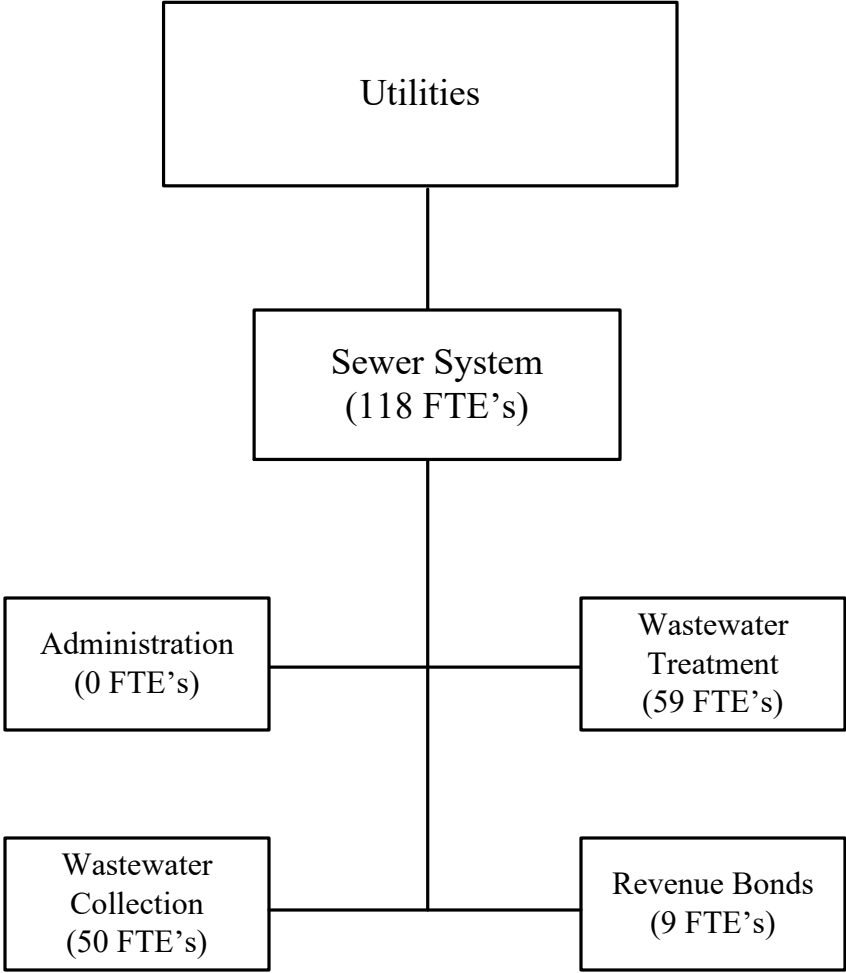 Utilities
Sewer System
(118 FTE’s)
Administration
(0 FTE’s)
Wastewater
Treatment
(59 FTE’s)
Wastewater
Collection
(50 FTE’s)
Revenue Bonds
(9 FTE’s)